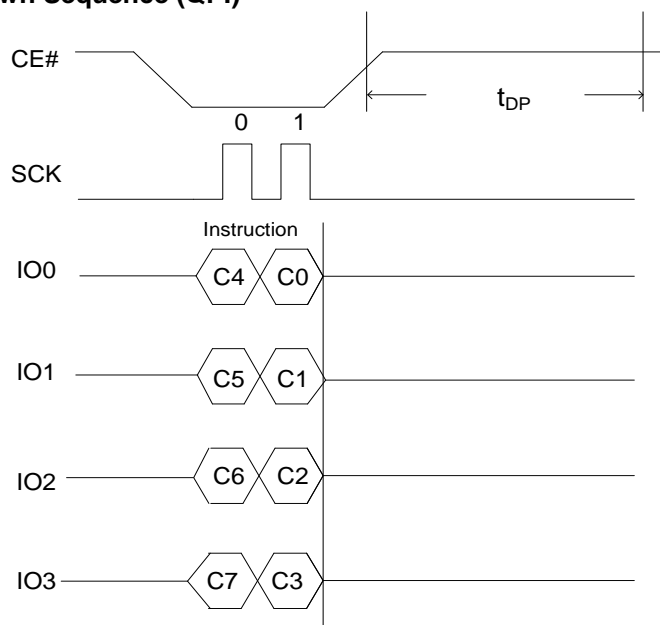 Sequence (QPI)
CE#
tDP
0 1
SCK
Instruction
IO0 C4 C0
IO1 C5 C1
IO2 C6 C2
IO3 C7 C3